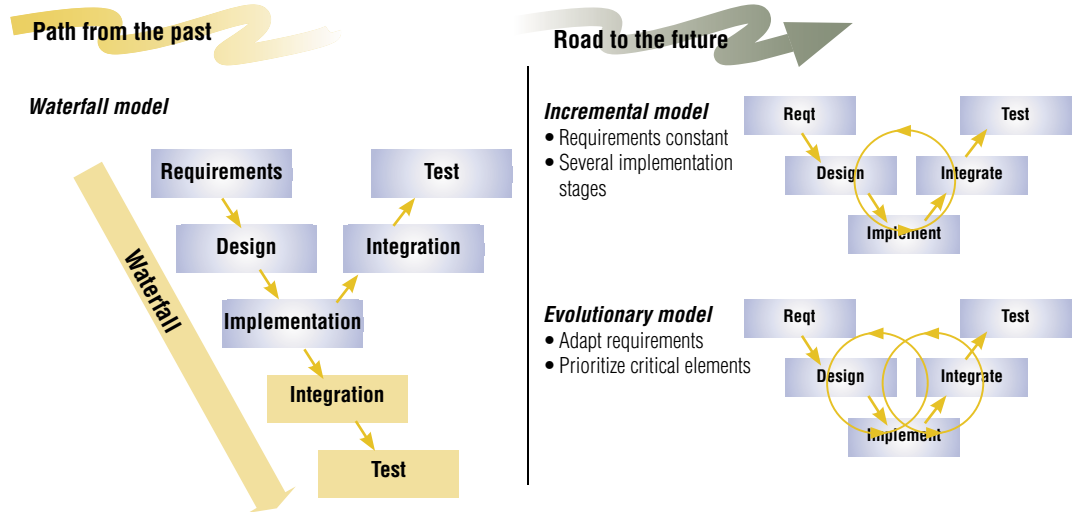 Path from the past
Road to the future
Waterfall model
Requirements
Test
Design
Integration
Implementation
Integration
Test
Waterfall
Incremental model
• Requirements constant
• Several implementation
stages
Reqt
Test
Design
Integrate
Implement
Evolutionary model
• Adapt requirements
• Prioritize critical elements
Reqt
Test
Design
Integrate
Implement